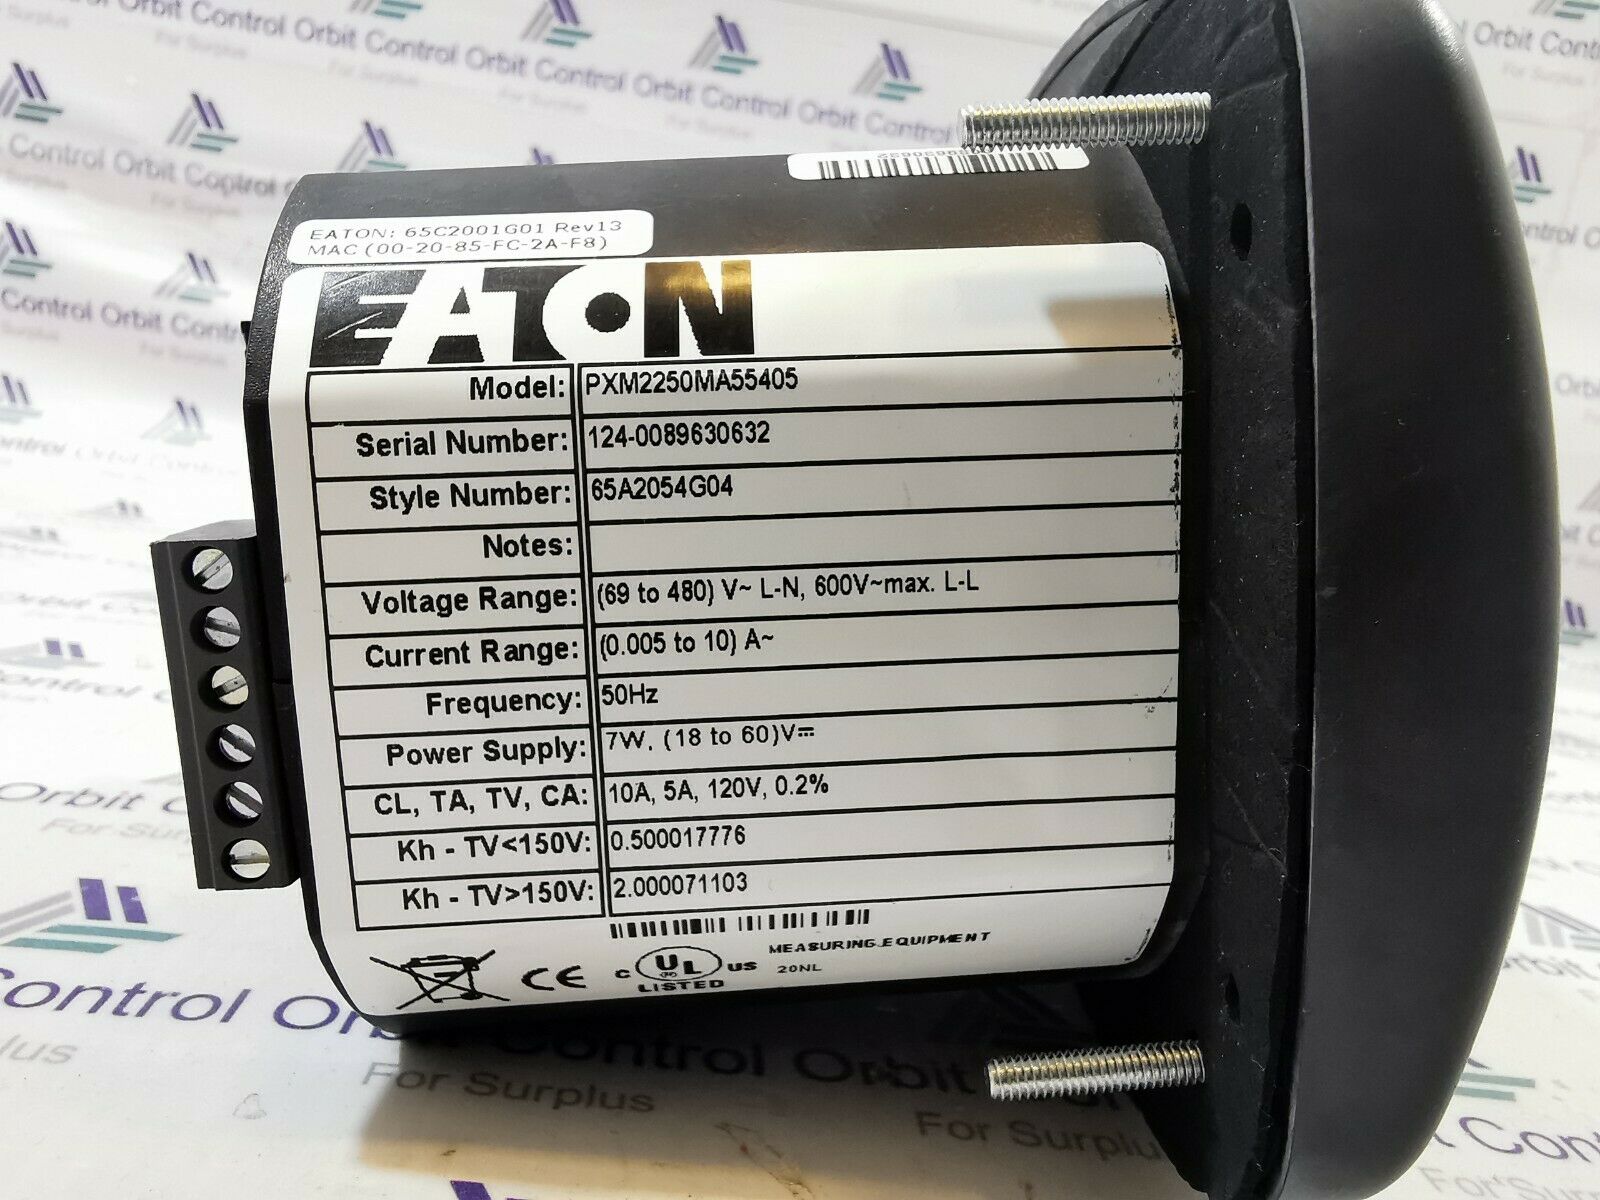 EATON: 65C2001G01 Rev13
MAC (00-20-85-FC-2A-F8)
EATON
Model: PXM2250MA55405
Serial Number: 124-0089630632
Style Number: 65A2054G04
Notes:
Voltage Range: (69 to 480) V~ L-N, 600V~max. L-L
Current Range: (0.005 to 10) A~
Frequency: 50Hz
Power Supply: 7W, (18 to 60)V⎓
CL, TA, TV, CA: 10A, 5A, 120V, 0.2%
Kh - TV<150V: 0.500017776
Kh - TV>150V: 2.000071103
CE
C UL US
LISTED
MEASURING EQUIPMENT
20NL
Orbit Control
For Surplus